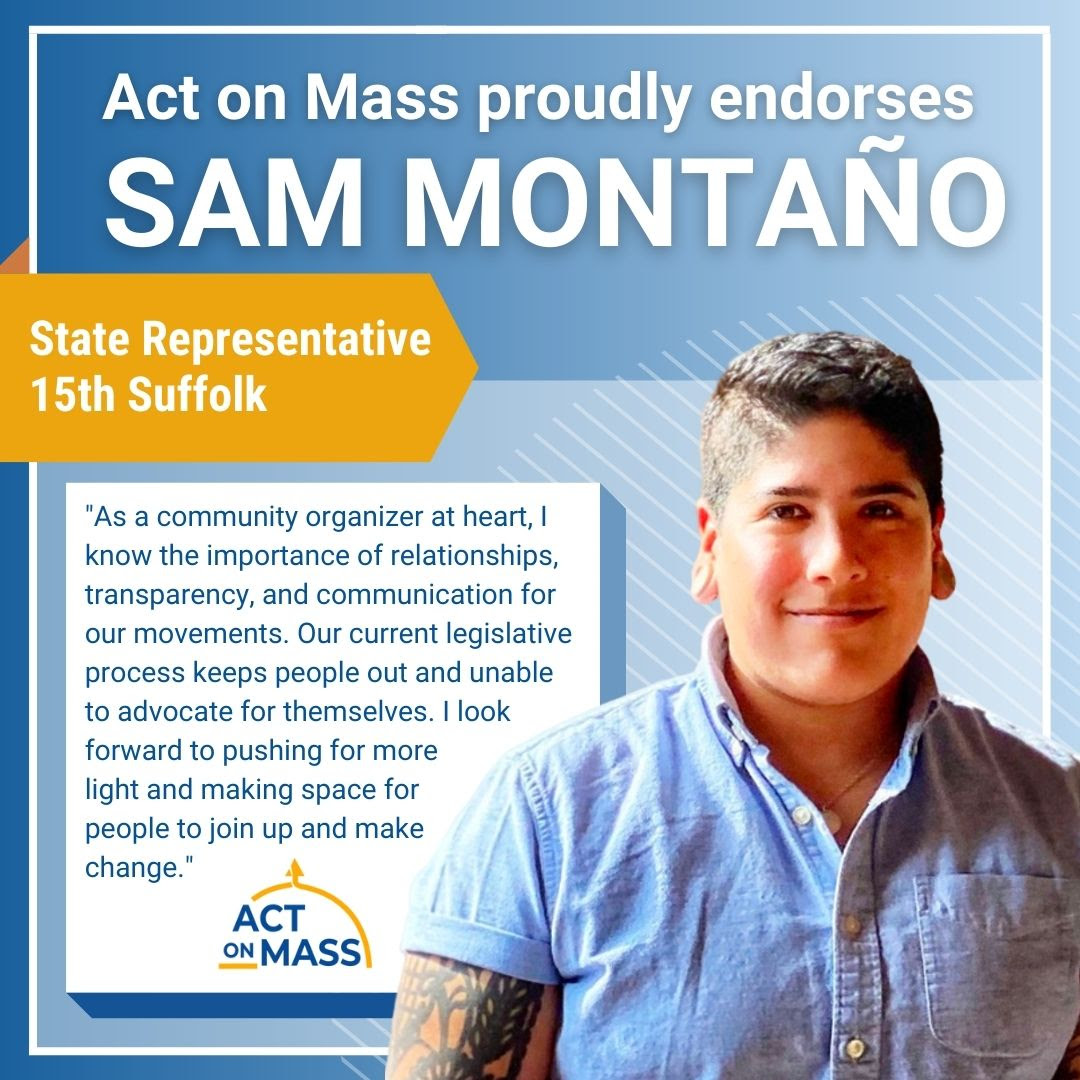 Act on Mass proudly endorses
SAM MONTAÑO
State Representative
15th Suffolk
"As a community organizer at heart, I
know the importance of relationships,
transparency, and communication for
our movements. Our current legislative
process keeps people out and unable
to advocate for themselves. I look
forward to pushing for more
light and making space for
people to join up and make
change."
ACT
ON MASS